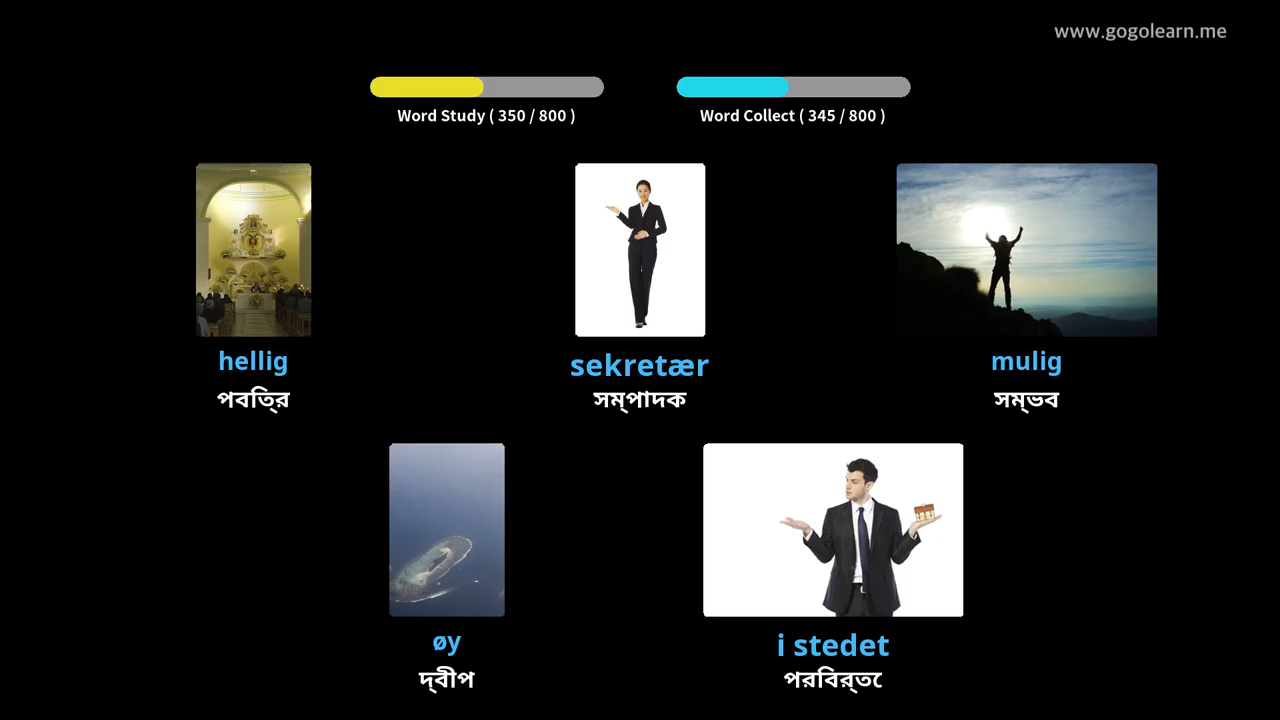 www.gogolearn.me
Word Study ( 350 / 800 )
Word Collect ( 345 / 800 )
hellig
sekretær
mulig
পবিত্র
সম্পাদক
সম্ভব
øy
i stedet
দ্বীপ
পরিবর্তে